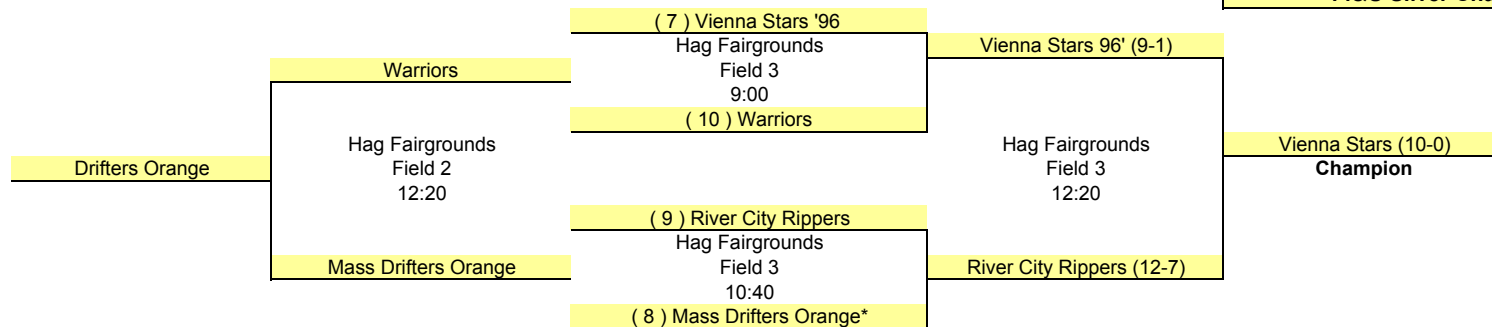 ( 7 ) Vienna Stars '96
Hag Fairgrounds
Field 3
9:00
( 10 ) Warriors
Vienna Stars 96' (9-1)
Warriors
Hag Fairgrounds
Field 2
12:20
Drifters Orange
Hag Fairgrounds
Field 3
12:20
Vienna Stars (10-0)
Champion
( 9 ) River City Rippers
Hag Fairgrounds
Field 3
10:40
( 8 ) Mass Drifters Orange*
Mass Drifters Orange
River City Rippers (12-7)